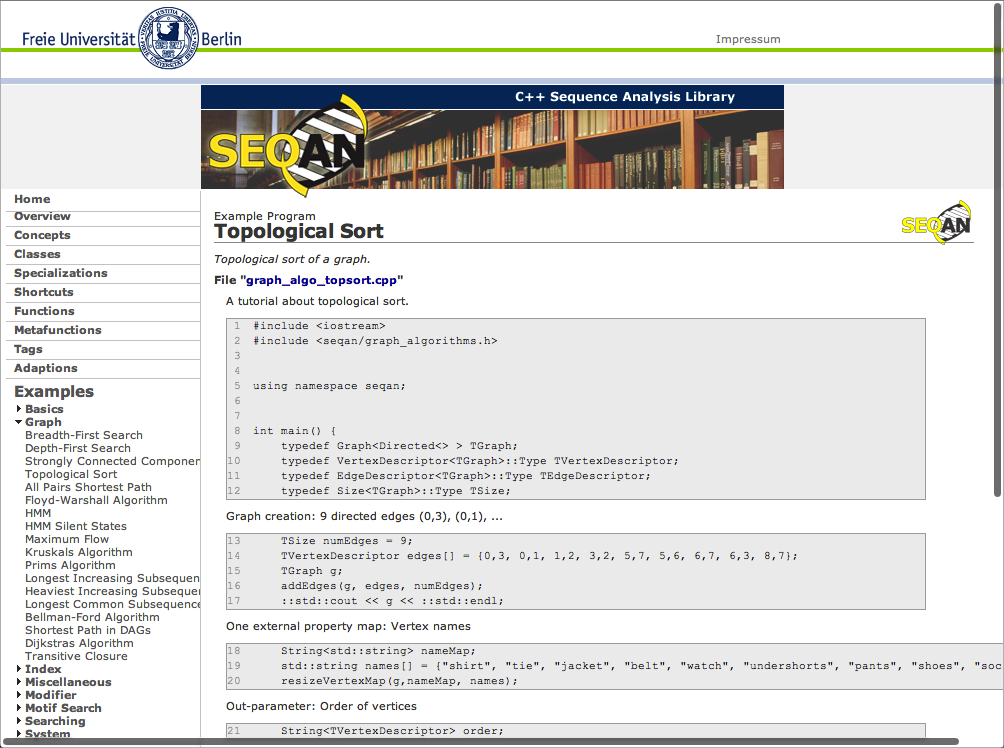 Freie Universität Berlin
Impressum
C++ Sequence Analysis Library
SEQAN
Home
Overview
Concepts
Classes
Specializations
Shortcuts
Functions
Metafunctions
Tags
Adaptions
Examples
Basics
Graph
Breadth-First Search
Depth-First Search
Strongly Connected Componen
Topological Sort
All Pairs Shortest Path
Floyd-Warshall Algorithm
HMM
HMM Silent States
Maximum Flow
Kruskals Algorithm
Prims Algorithm
Longest Increasing Subsequen
Heaviest Increasing Subsequen
Longest Common Subsequence
Bellman-Ford Algorithm
Shortest Path in DAGs
Dijkstras Algorithm
Transitive Closure
Index
Miscellaneous
Modifier
Motif Search
Searching
System
Example Program
Topological Sort
SEQAN
Topological sort of a graph.
File "graph_algo_topsort.cpp"
A tutorial about topological sort.
1 #include <iostream>
2 #include <seqan/graph_algorithms.h>
3
4
5 using namespace seqan;
6
7
8 int main() {
9 typedef Graph<Directed<> > TGraph;
10 typedef VertexDescriptor<TGraph>::Type TVertexDescriptor;
11 typedef EdgeDescriptor<TGraph>::Type TEdgeDescriptor;
12 typedef Size<TGraph>::Type TSize;
Graph creation: 9 directed edges (0,3), (0,1), ...
13 TSize numEdges = 9;
14 TVertexDescriptor edges[] = {0,3, 0,1, 1,2, 3,2, 5,7, 5,6, 6,7, 6,3, 8,7};
15 TGraph g;
16 addEdges(g, edges, numEdges);
17 ::std::cout << g << ::std::endl;
One external property map: Vertex names
18 String<std::string> nameMap;
19 std::string names[] = {"shirt", "tie", "jacket", "belt", "watch", "undershorts", "pants", "shoes", "soc
20 resizeVertexMap(g,nameMap, names);
Out-parameter: Order of vertices
21 String<TVertexDescriptor> order;